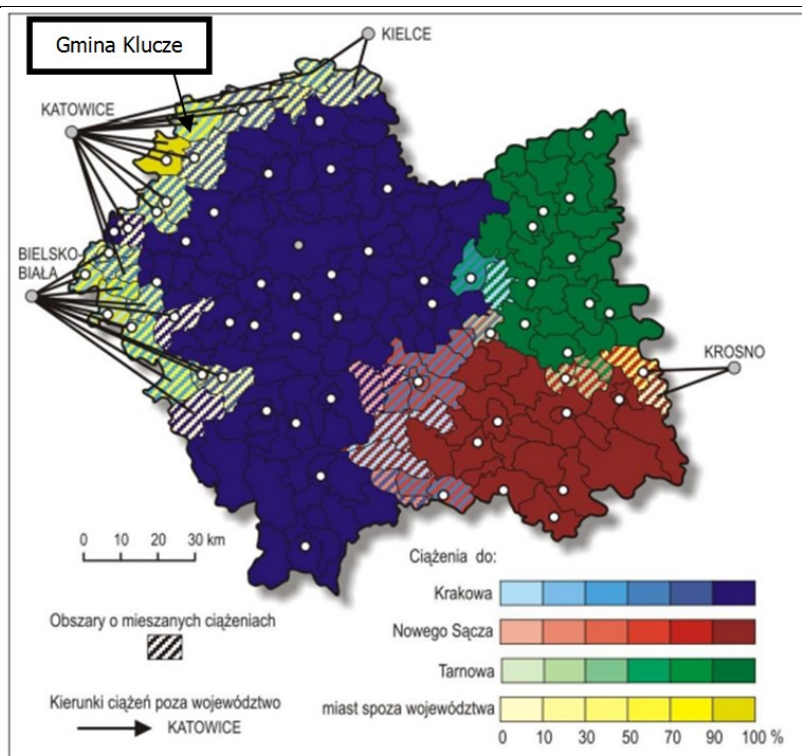 Gmina Klucze
KIELCE
KATOWICE
BIELSKO-
BIAŁA
KROSNO
0 10 20 30 km
Ciążenia do:
Krakowa
Nowego Sącza
Tarnowa
miast spoza województwa
0 10 30 50 70 90 100 %
Obszary o mieszanych ciążeniach
Kierunki ciążeń poza województwo
KATOWICE